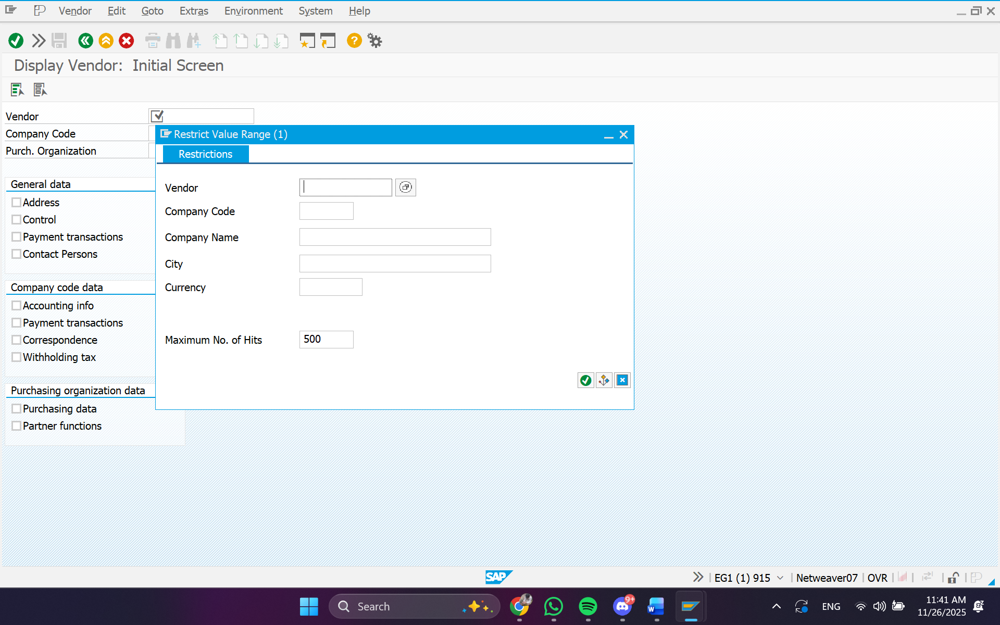 Vendor Edit Goto Extras Environment System Help
Display Vendor: Initial Screen
Vendor
Company Code
Purch. Organization
General data
Address
Control
Payment transactions
Contact Persons
Company code data
Accounting info
Payment transactions
Correspondence
Withholding tax
Purchasing organization data
Purchasing data
Partner functions
Restrict Value Range (1)
Restrictions
Vendor
Company Code
Company Name
City
Currency
Maximum No. of Hits 500
SAP
EG1 (1) 915 Netweaver07 OVR
Search
9+
W
ENG
11:41 AM
11/26/2025